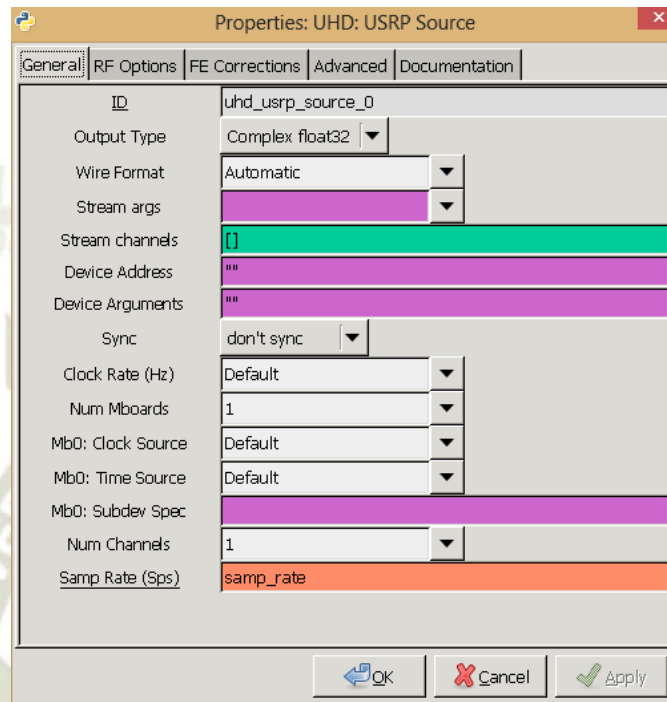 Properties: UHD: USRP Source
General RF Options FE Corrections Advanced Documentation
ID uhd_usrp_source_0
Output Type Complex float32
Wire Format Automatic
Stream args
Stream channels []
Device Address ""
Device Arguments ""
Sync don't sync
Clock Rate (Hz) Default
Num Mboards 1
Mb0: Clock Source Default
Mb0: Time Source Default
Mb0: Subdev Spec
Num Channels 1
Samp Rate (Sps) samp_rate
OK Cancel Apply